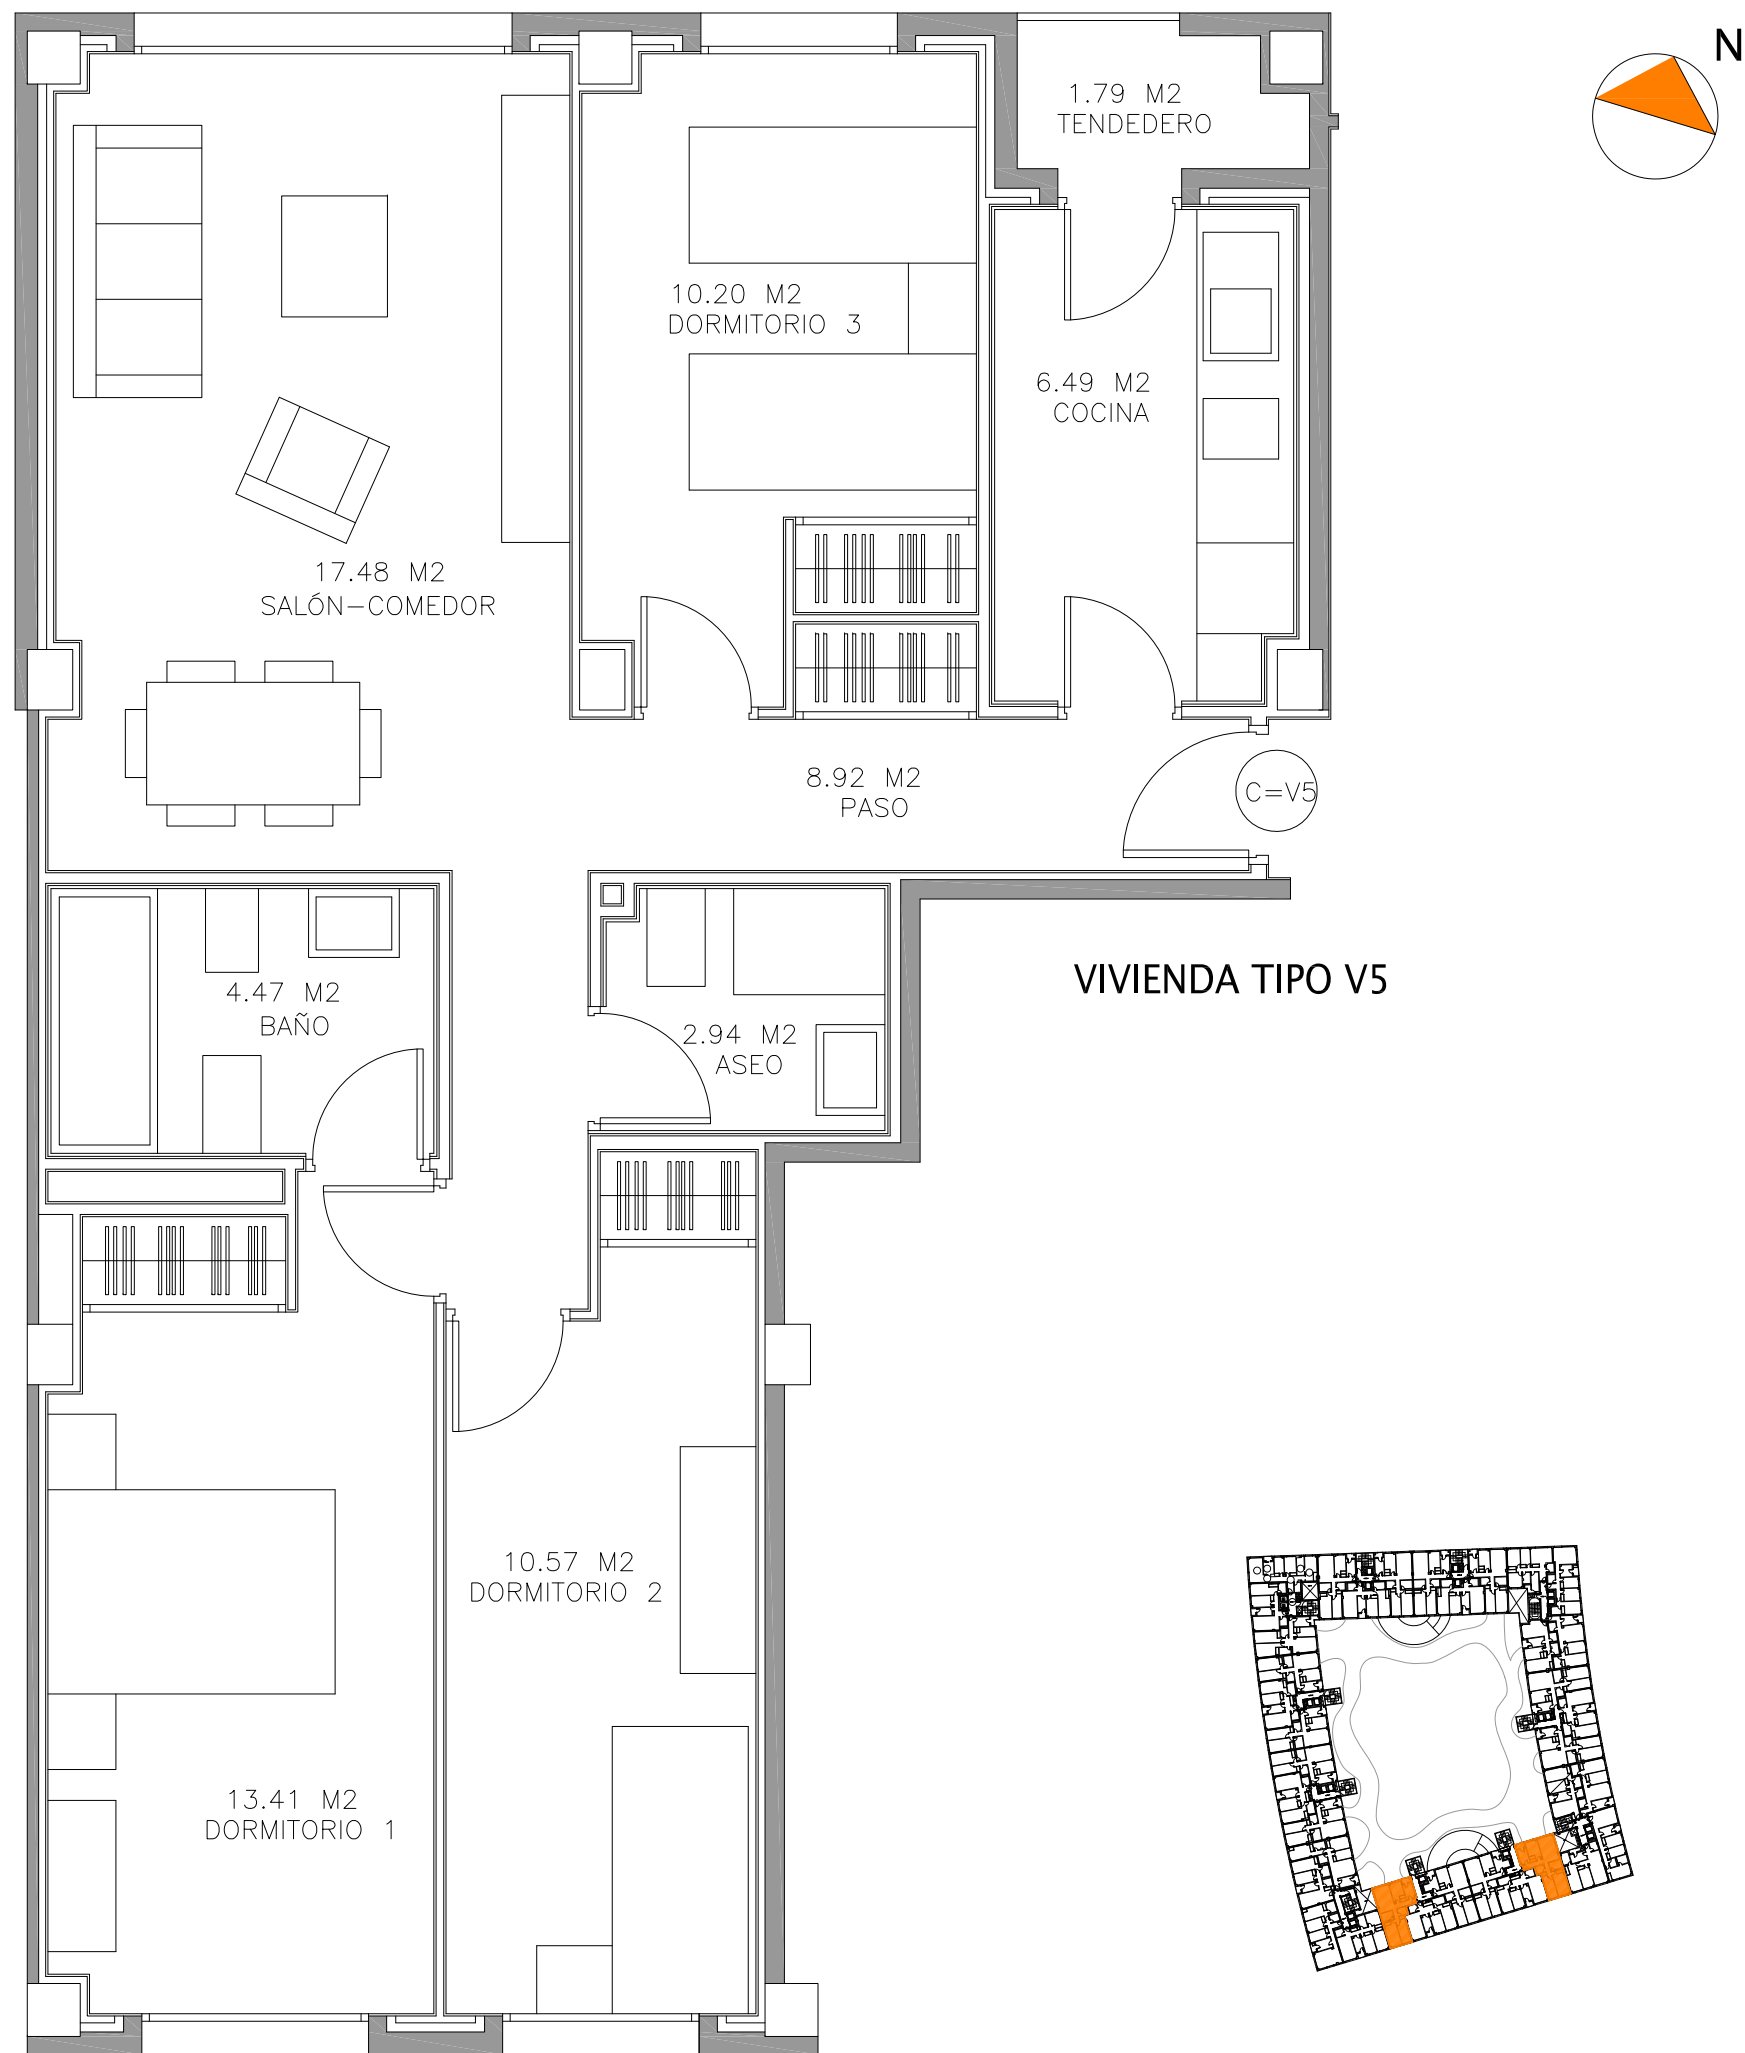 N
1.79 M2
TENDEDERO
10.20 M2
DORMITORIO 3
6.49 M2
COCINA
17.48 M2
SALÓN-COMEDOR
8.92 M2
PASO
C=V5
4.47 M2
BAÑO
2.94 M2
ASEO
VIVIENDA TIPO V5
10.57 M2
DORMITORIO 2
13.41 M2
DORMITORIO 1